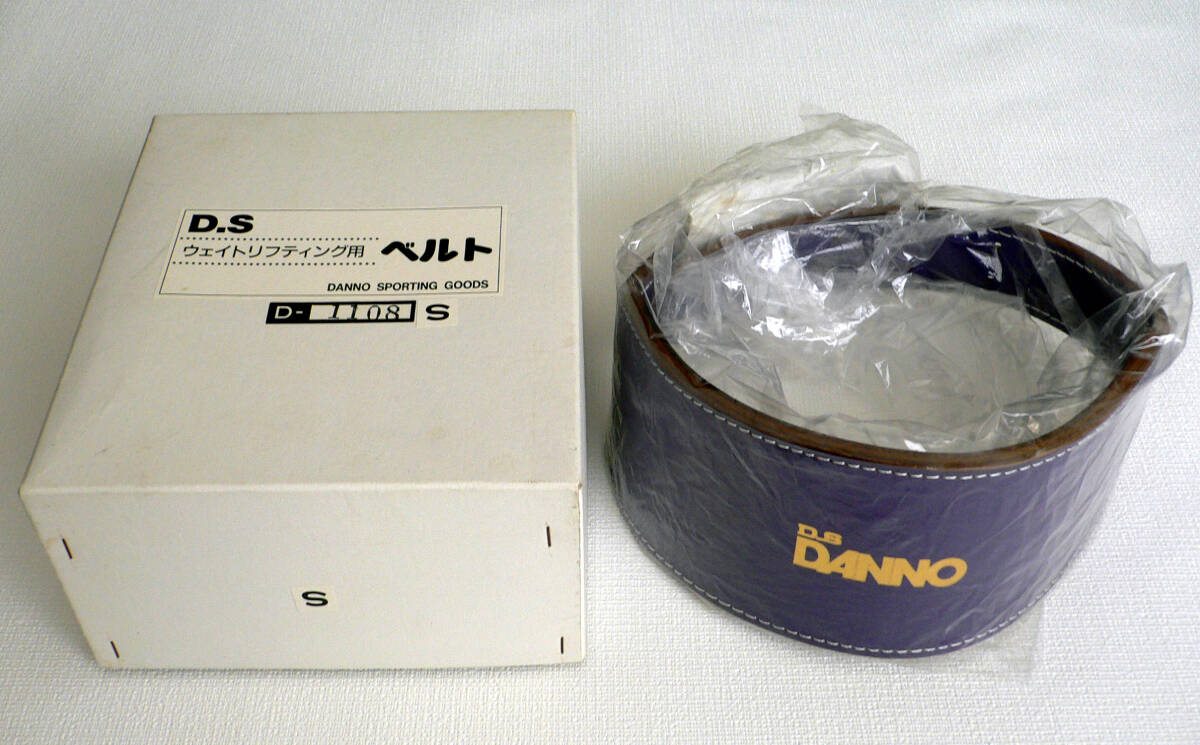 D.S
ウェイトリフティング用 ベルト
DANNO SPORTING GOODS
D- 1108 S
S
D.S
DANNO